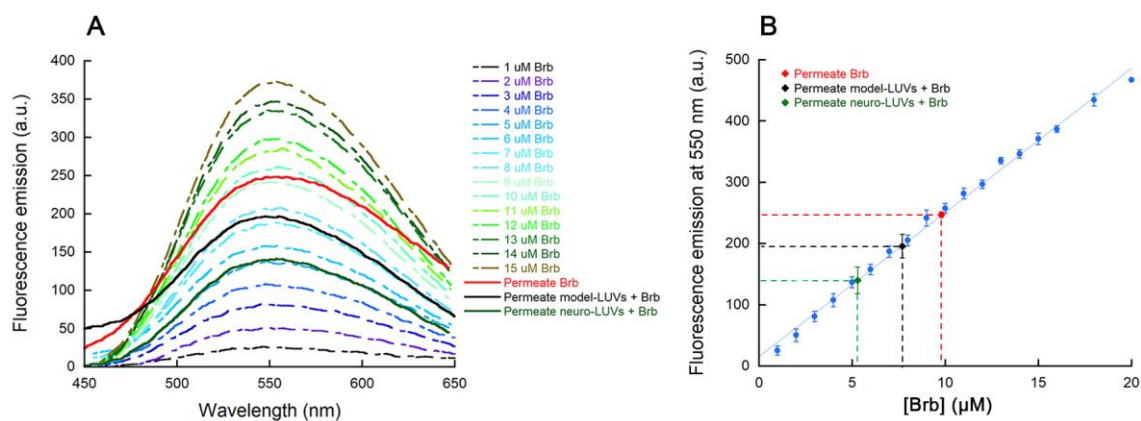 A
Fluorescence emission (a.u.)
400
350
300
250
200
150
100
50
0
450
500
550
600
650
Wavelength (nm)
1 uM Brb
2 uM Brb
3 uM Brb
4 uM Brb
5 uM Brb
6 uM Brb
7 uM Brb
8 uM Brb
9 uM Brb
10 uM Brb
11 uM Brb
12 uM Brb
13 uM Brb
14 uM Brb
15 uM Brb
Permeate Brb
Permeate model-LUVs + Brb
Permeate neuro-LUVs + Brb
B
Fluorescence emission at 550 nm (a.u.)
500
400
300
200
100
0
0
5
10
15
20
[Brb] (µM)
Permeate Brb
Permeate model-LUVs + Brb
Permeate neuro-LUVs + Brb